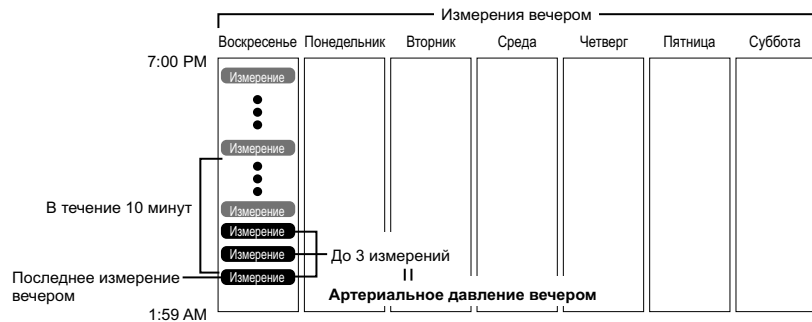 Измерения вечером
Воскресенье Понедельник Вторник Среда Четверг Пятница Суббота
7:00 PM
Измерение
Измерение
В течение 10 минут
Измерение
Измерение
Измерение
До 3 измерений
Последнее измерение
вечером
Измерение
Артериальное давление вечером
1:59 AM